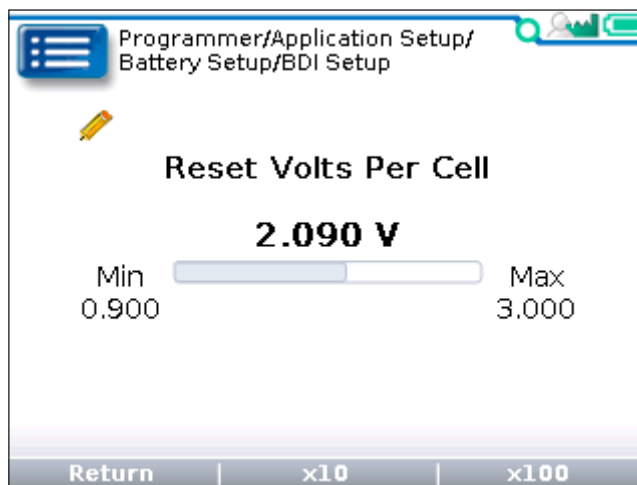 Programmer/Application Setup/
Battery Setup/BDI Setup
Reset Volts Per Cell
2.090 V
Min
0.900
Max
3.000
Return | x10 | x100